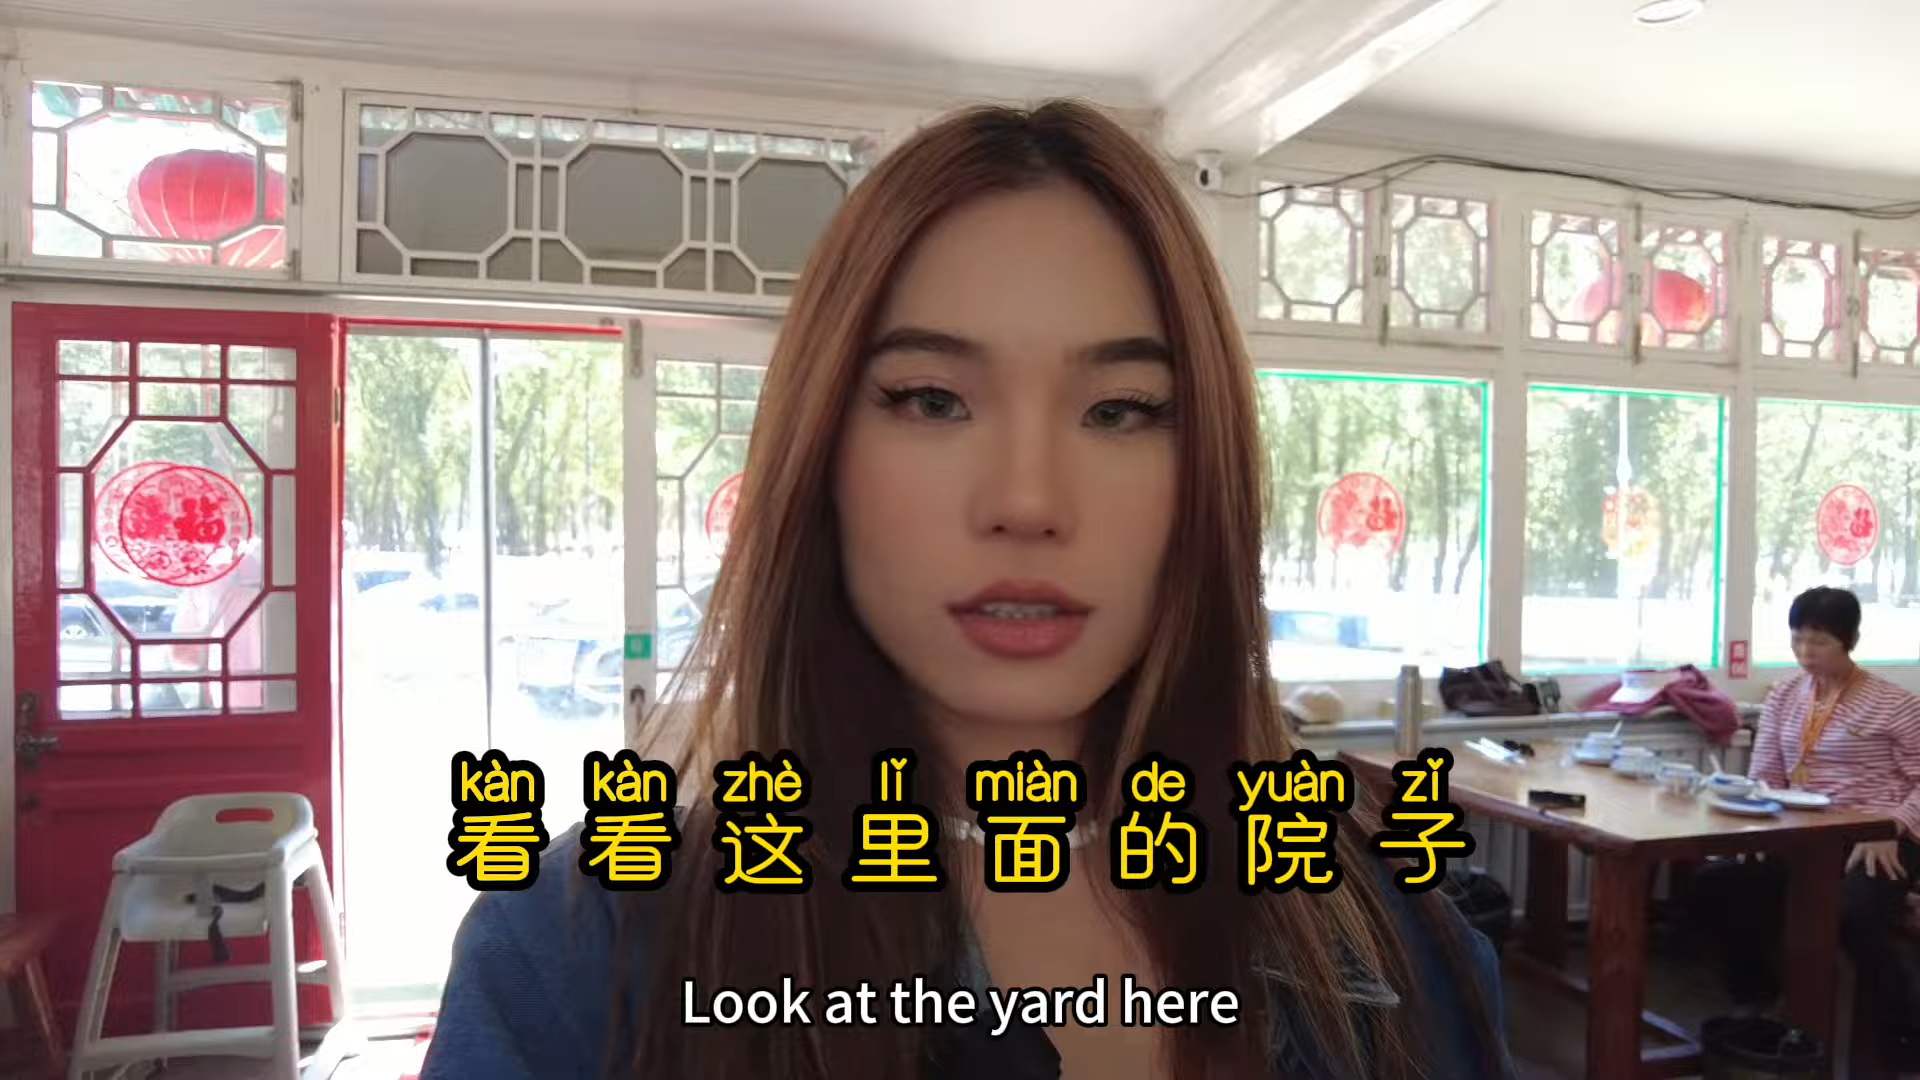 kàn kàn zhè lǐ miàn de yuàn zǐ
看看这里面的院子
Look at the yard here